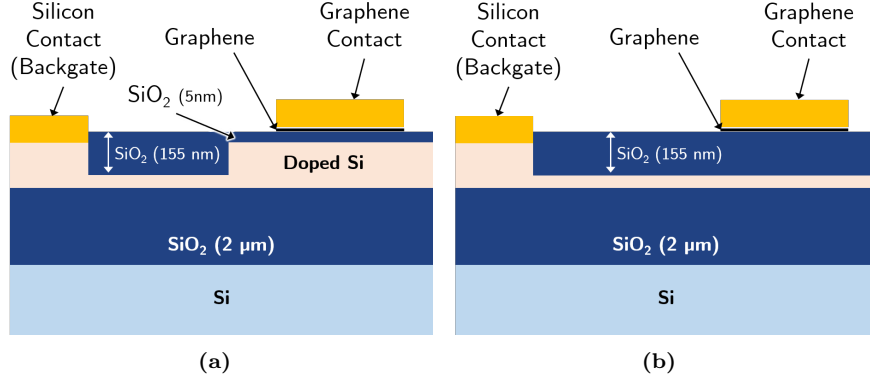 Silicon
Contact
(Backgate)
Graphene
Graphene
Contact
SiO₂ (5nm)
SiO₂ (155 nm)
Doped Si
SiO₂ (2 µm)
Si
(a)
Silicon
Contact
(Backgate)
Graphene
Graphene
Contact
SiO₂ (155 nm)
SiO₂ (2 µm)
Si
(b)